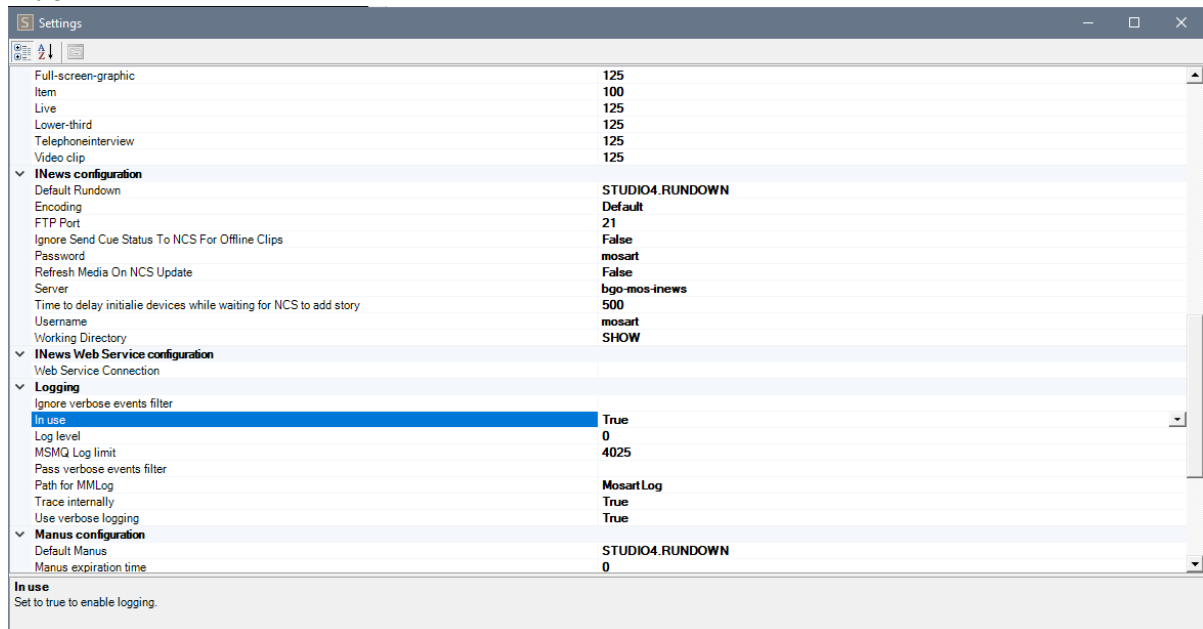 S Settings
A Z
Full-screen-graphic 125
Item 100
Live 125
Lower-third 125
Telephoneinterview 125
Video clip 125
INews configuration
Default Rundown STUDIO4.RUNDOWN
Encoding Default
FTP Port 21
Ignore Send Cue Status To NCS For Offline Clips False
Password mosart
Refresh Media On NCS Update False
Server bgo-mos-inews
Time to delay initialie devices while waiting for NCS to add story 500
Username mosart
Working Directory SHOW
INews Web Service configuration
Web Service Connection
Logging
Ignore verbose events filter
In use True
Log level 0
MSMQ Log limit 4025
Pass verbose events filter
Path for MMLog MosartLog
Trace internally True
Use verbose logging True
Manus configuration
Default Manus STUDIO4.RUNDOWN
Manus expiration time 0
In use
Set to true to enable logging.